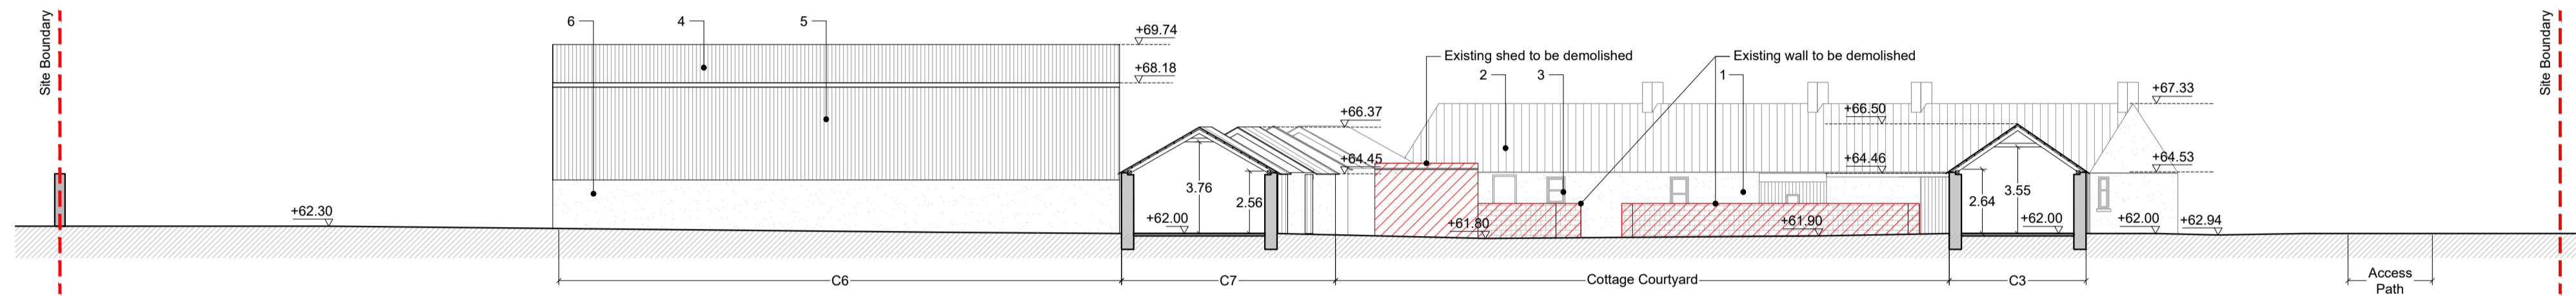 Site Boundary
6
4
5
+69.74
+68.18
Existing shed to be demolished
2
3
Existing wall to be demolished
1
Site Boundary
+66.37
+66.50
+67.33
+64.45
+64.46
+64.53
3.76
2.56
2.64
3.55
+62.30
+62.00
+61.80
+61.90
+62.00
+62.00
+62.94
C6
C7
Cottage Courtyard
C3
Access
Path